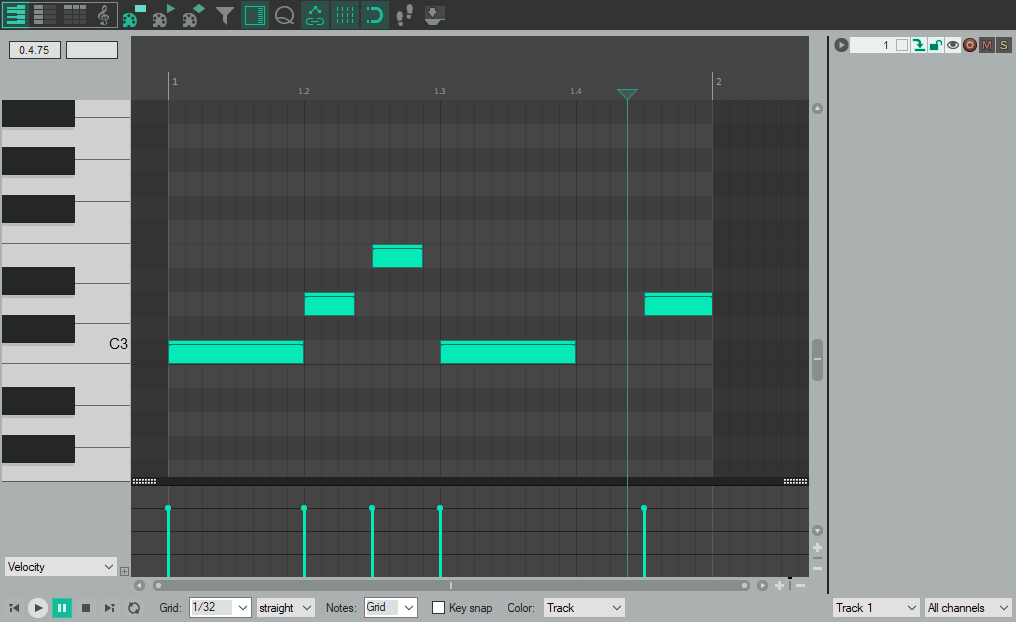 0.4.75
1 M S
1 2
1.2 1.3 1.4
C3
Velocity
Grid: 1/32 straight Notes: Grid Key snap Color: Track Track 1 All channels